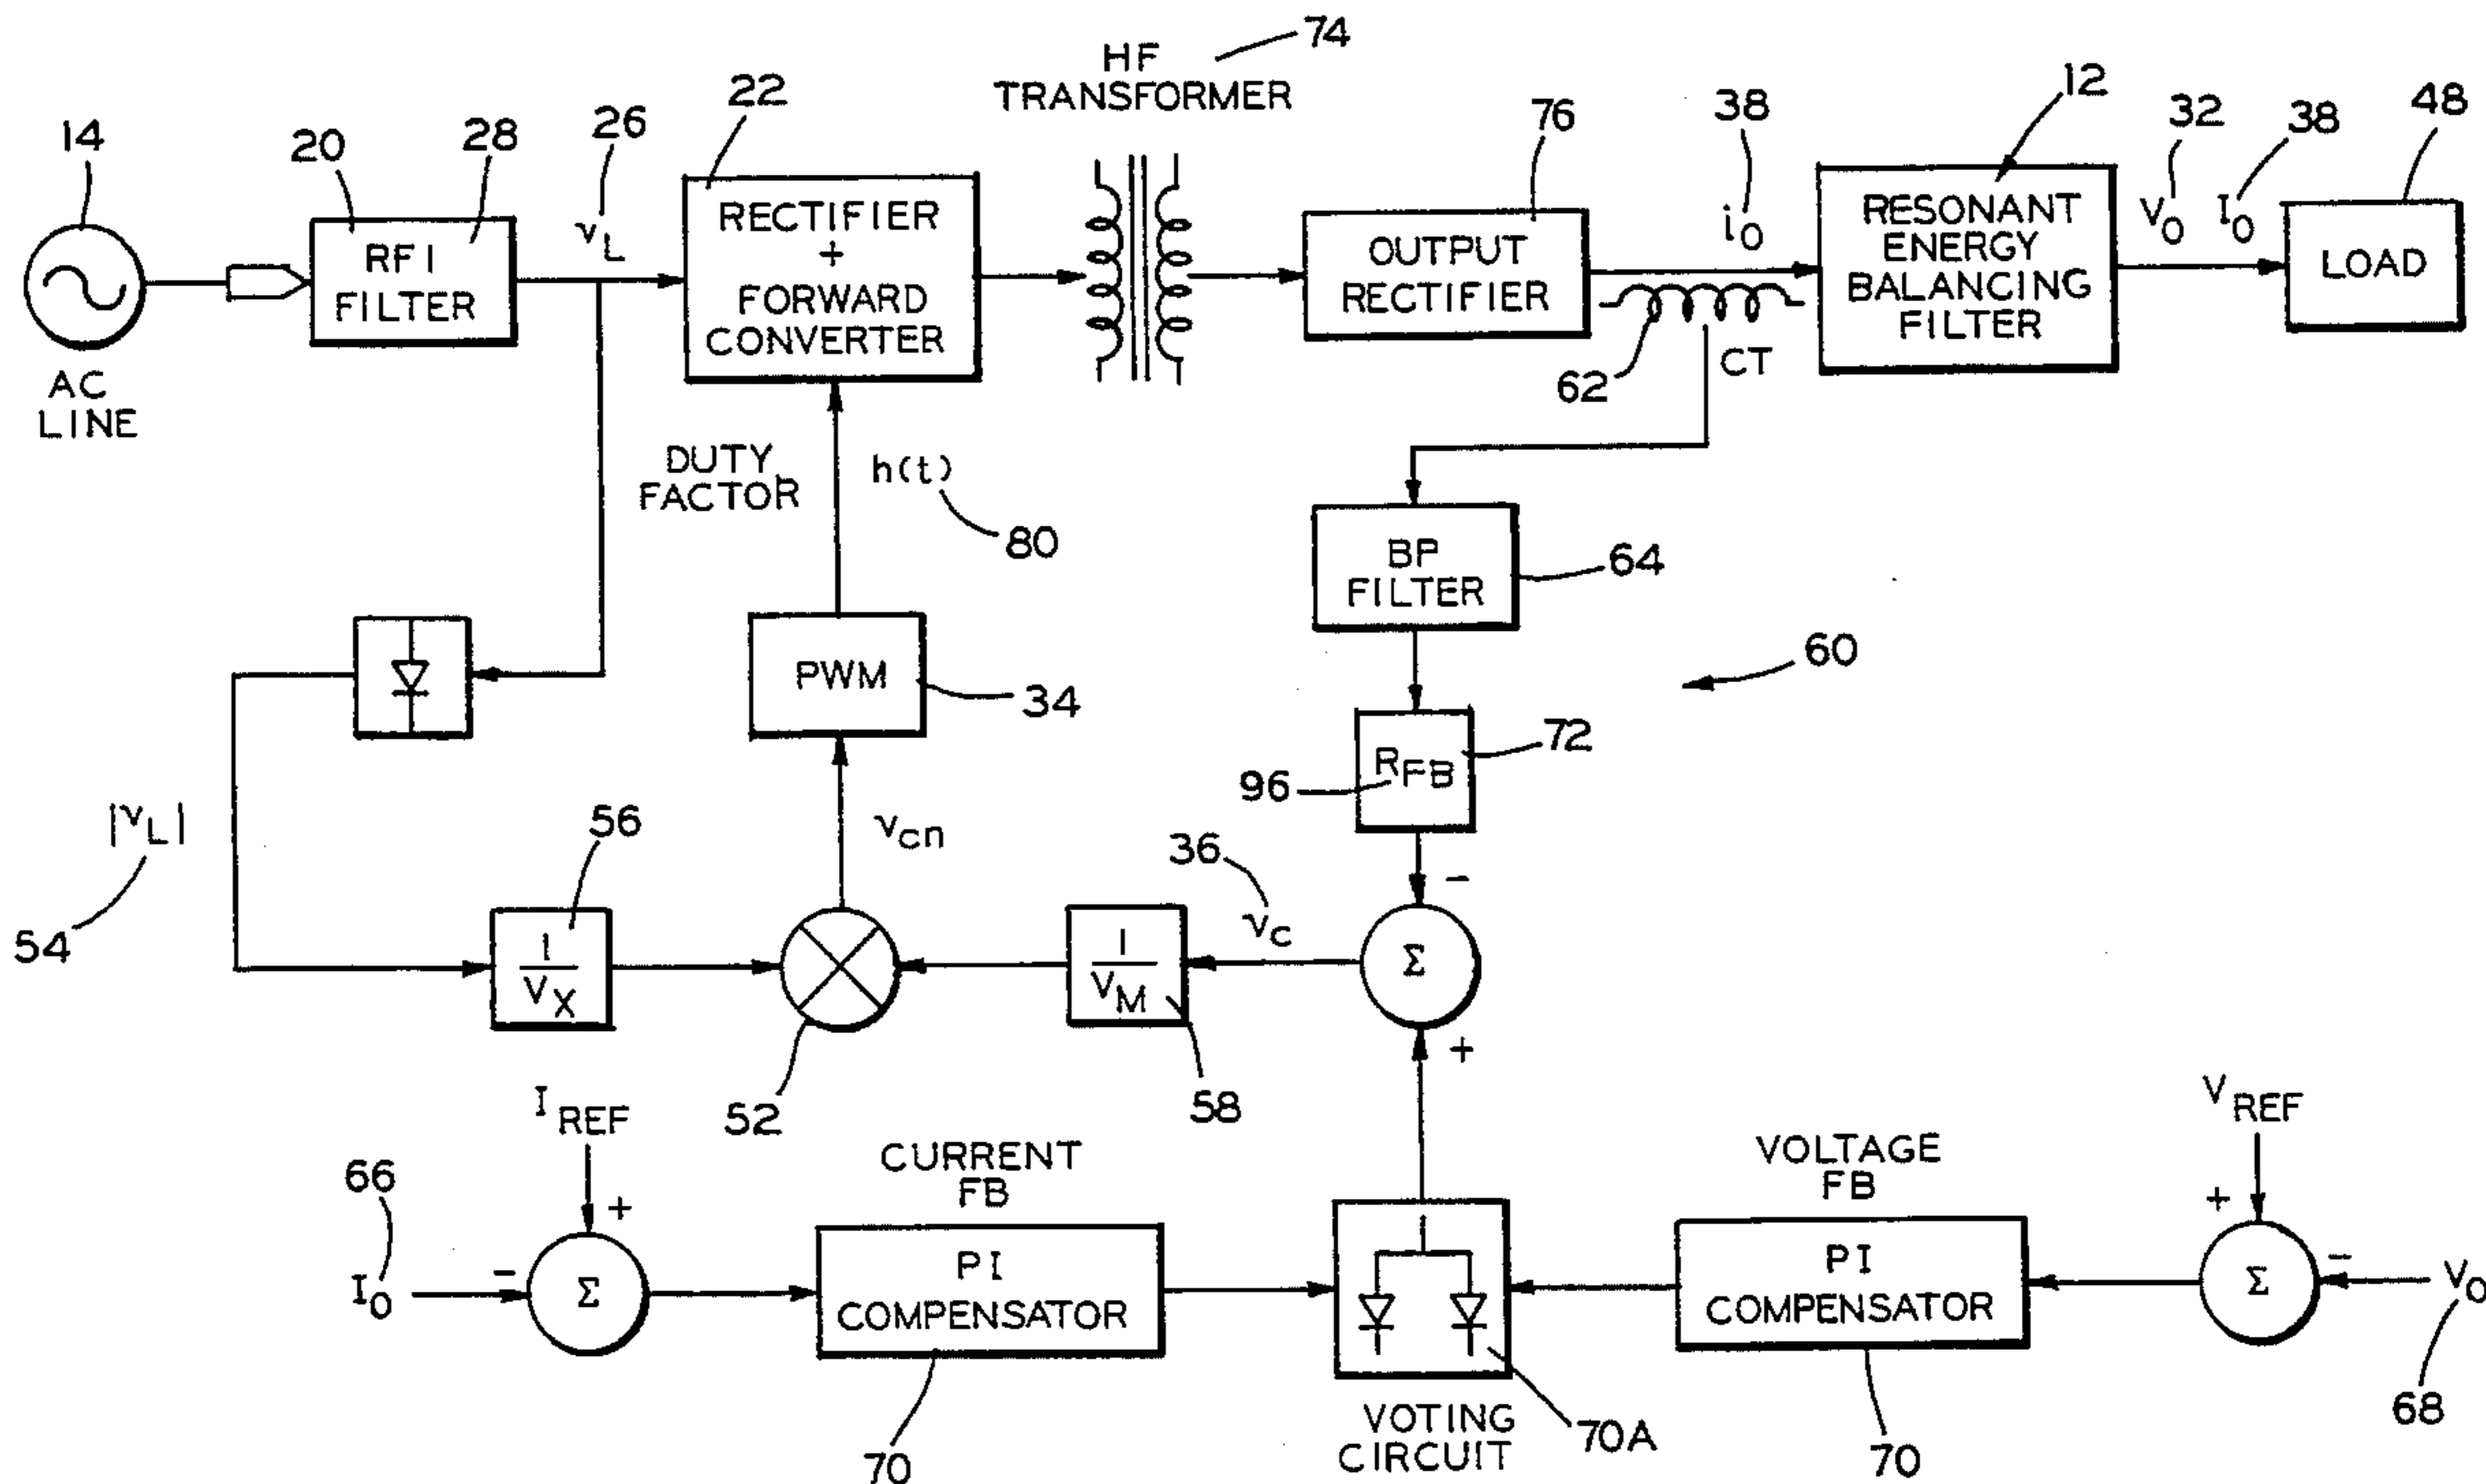 HF
TRANSFORMER
74
14
20
28
26
22
76
38
12
32
38
48
AC
LINE
RFI
FILTER
vL
RECTIFIER
+
FORWARD
CONVERTER
OUTPUT
RECTIFIER
i0
RESONANT
ENERGY
BALANCING
FILTER
V0
I0
LOAD
62
CT
DUTY
FACTOR
h(t)
80
BP
FILTER
64
PWM
34
60
RFB
72
96
|vL|
54
56
1
VX
vcn
52
1
VM
58
36
vc
-
Σ
+
IREF
66
I0
-
+
Σ
CURRENT
FB
PI
COMPENSATOR
70
VOTING
CIRCUIT
70A
VOLTAGE
FB
PI
COMPENSATOR
70
VREF
+
-
Σ
V0
68